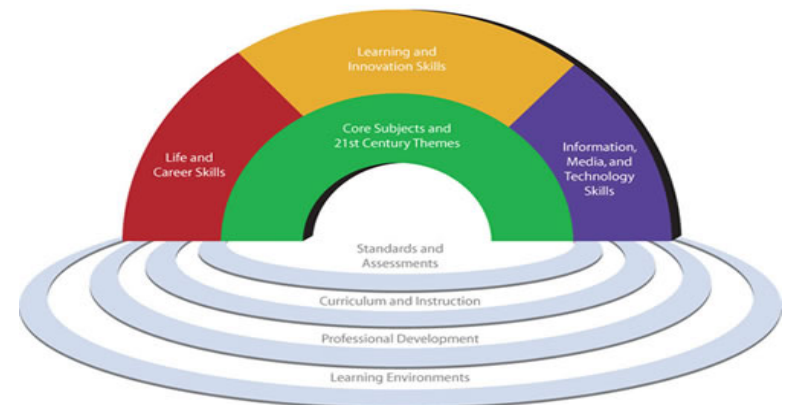 Learning and
Innovation Skills
Core Subjects and
21st Century Themes
Life and
Career Skills
Information,
Media, and
Technology
Skills
Standards and
Assessments
Curriculum and Instruction
Professional Development
Learning Environments